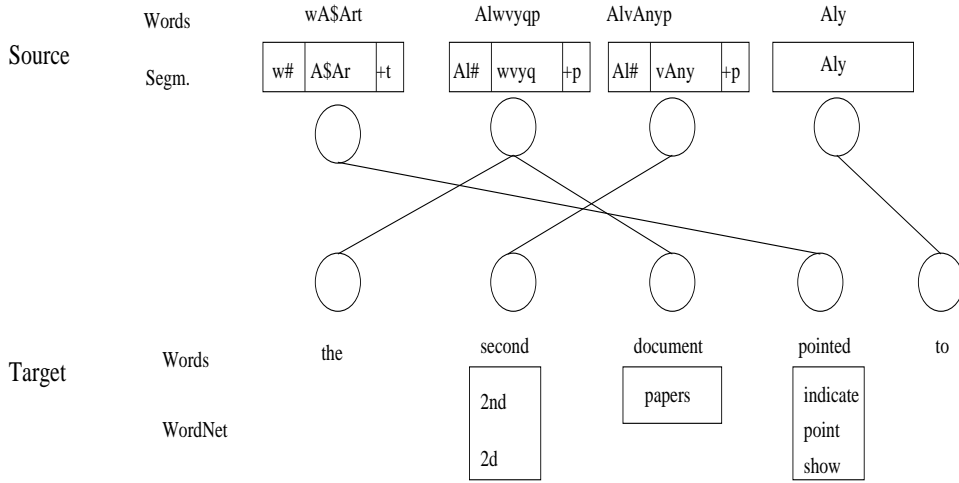 Words wA$Art Alwvyqp AlvAnyp Aly
Source
Segm. w# A$Ar +t Al# wvyq +p Al# vAny +p Aly
Words the second document pointed to
Target
WordNet
2nd papers indicate
point
2d show